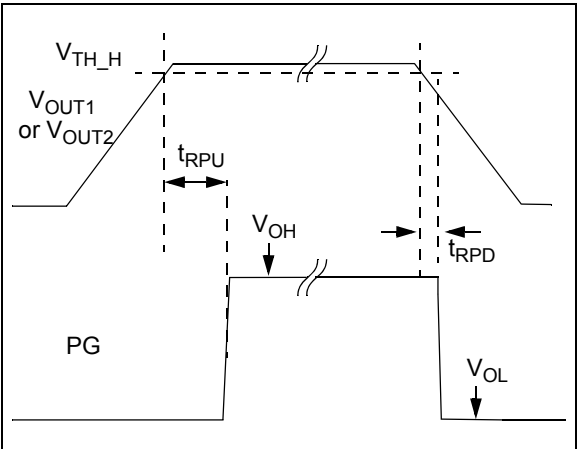 V_TH_H
V_OUT1
or V_OUT2
t_RPU
V_OH
t_RPD
PG
V_OL